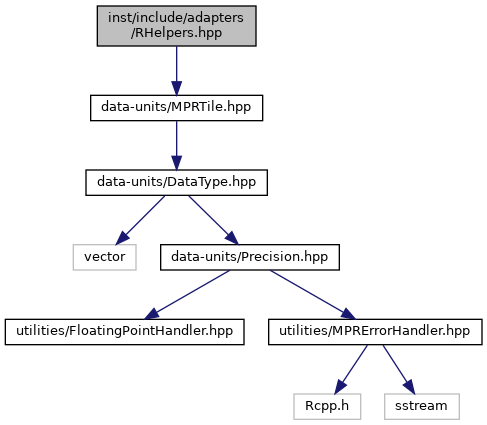 inst/include/adapters
/RHelpers.hpp
data-units/MPRTile.hpp
data-units/DataType.hpp
vector
data-units/Precision.hpp
utilities/FloatingPointHandler.hpp
utilities/MPRErrorHandler.hpp
Rcpp.h
sstream